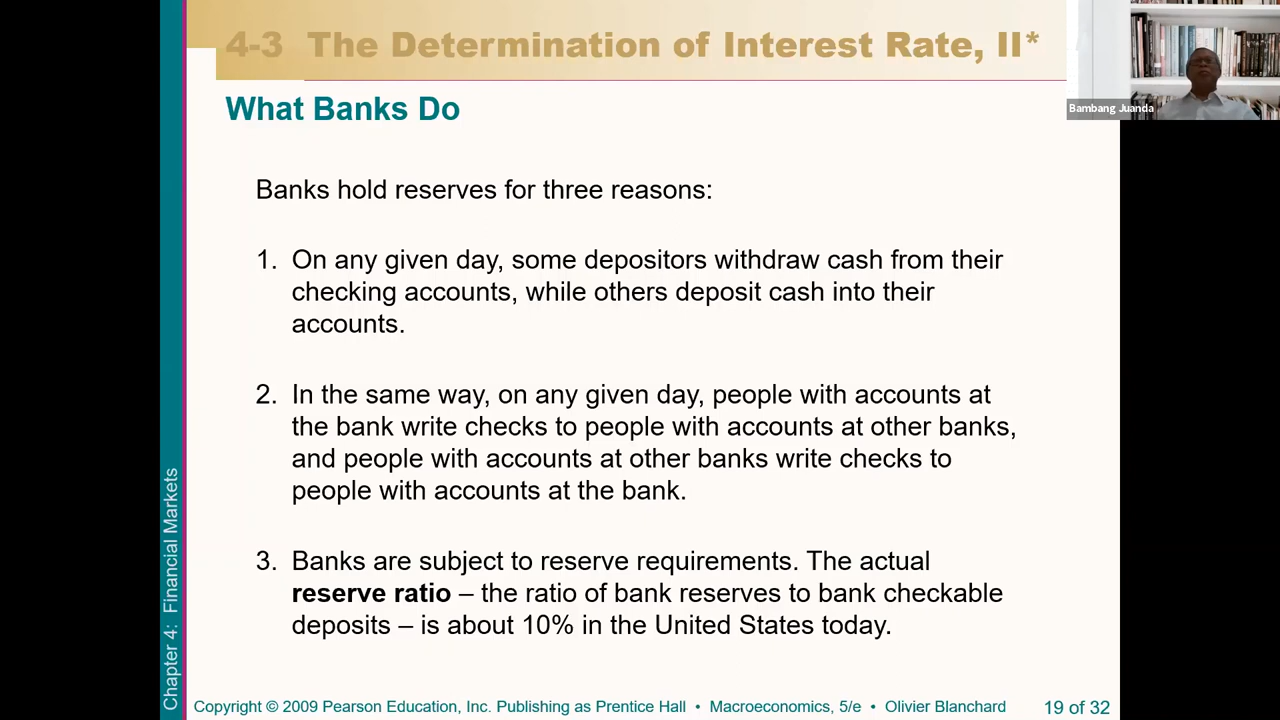 4-3 The Determination of Interest Rate, II*
Bambang Juanda
What Banks Do
Banks hold reserves for three reasons:
1. On any given day, some depositors withdraw cash from their
checking accounts, while others deposit cash into their
accounts.
2. In the same way, on any given day, people with accounts at
the bank write checks to people with accounts at other banks,
and people with accounts at other banks write checks to
people with accounts at the bank.
3. Banks are subject to reserve requirements. The actual
reserve ratio – the ratio of bank reserves to bank checkable
deposits – is about 10% in the United States today.
Chapter 4: Financial Markets
Copyright © 2009 Pearson Education, Inc. Publishing as Prentice Hall • Macroeconomics, 5/e • Olivier Blanchard
19 of 32